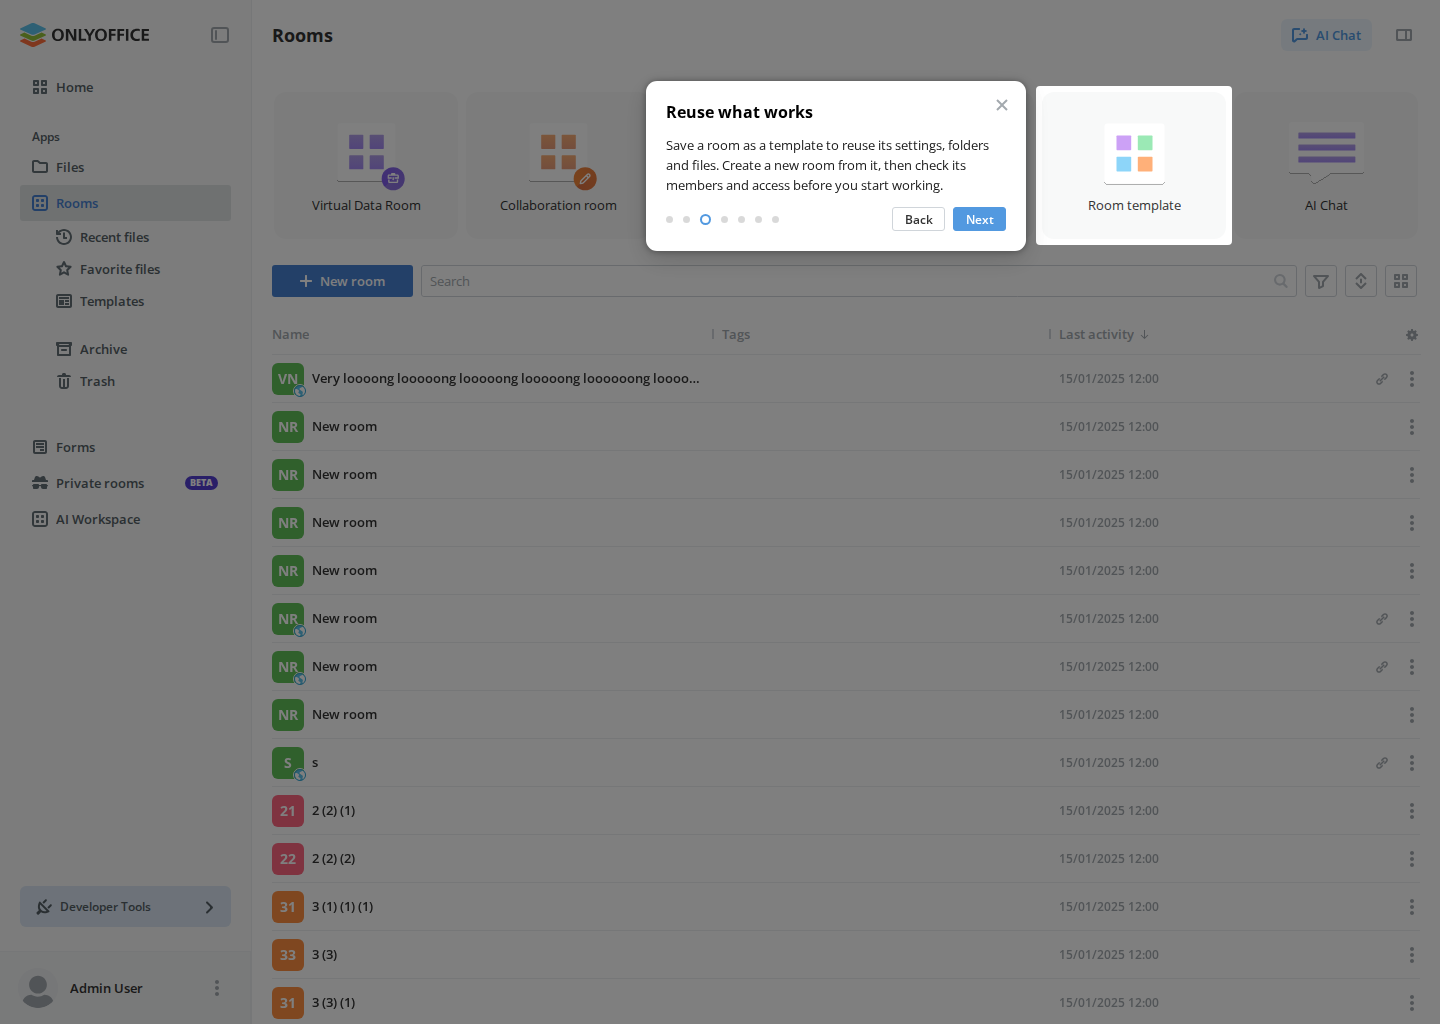 ONLYOFFICE
Home
Apps
Files
Rooms
Recent files
Favorite files
Templates
Archive
Trash
Forms
Private rooms BETA
AI Workspace
Developer Tools
Admin User
Rooms
AI Chat
Virtual Data Room
Collaboration room
Reuse what works
Save a room as a template to reuse its settings, folders
and files. Create a new room from it, then check its
members and access before you start working.
Back Next
Room template
AI Chat
New room
Search
Name Tags Last activity
VN Very loooong looooong looooong looooong loooooong loooo... 15/01/2025 12:00
NR New room 15/01/2025 12:00
NR New room 15/01/2025 12:00
NR New room 15/01/2025 12:00
NR New room 15/01/2025 12:00
NR New room 15/01/2025 12:00
NR New room 15/01/2025 12:00
NR New room 15/01/2025 12:00
S s 15/01/2025 12:00
21 2 (2) (1) 15/01/2025 12:00
22 2 (2) (2) 15/01/2025 12:00
31 3 (1) (1) (1) 15/01/2025 12:00
33 3 (3) 15/01/2025 12:00
31 3 (3) (1) 15/01/2025 12:00